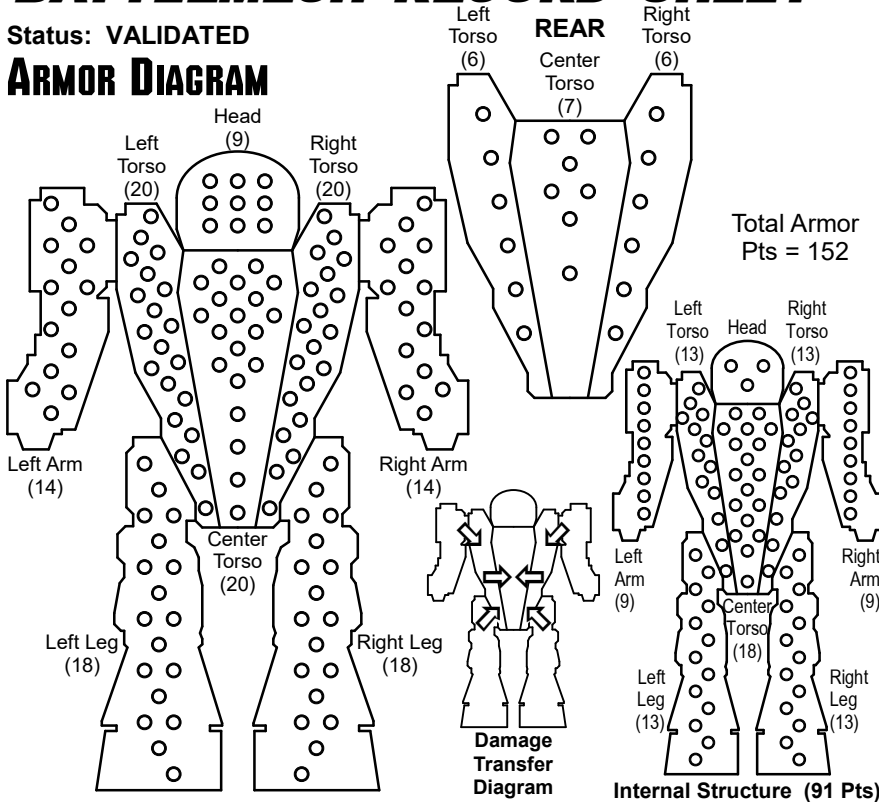 BATTLEMECH RECORD SHEET
Status: VALIDATED
ARMOR DIAGRAM
Left
Torso
(6)
REAR
Right
Torso
(6)
Center
Torso
(7)
Head
(9)
Left
Torso
(20)
Right
Torso
(20)
Total Armor
Pts = 152
Left Arm
(14)
Right Arm
(14)
Center
Torso
(20)
Left Leg
(18)
Right Leg
(18)
Damage
Transfer
Diagram
Left
Torso
(13)
Head
Right
Torso
(13)
Left
Arm
(9)
Right
Arm
(9)
Center
Torso
(18)
Left
Leg
(13)
Right
Leg
(13)
Internal Structure (91 Pts)